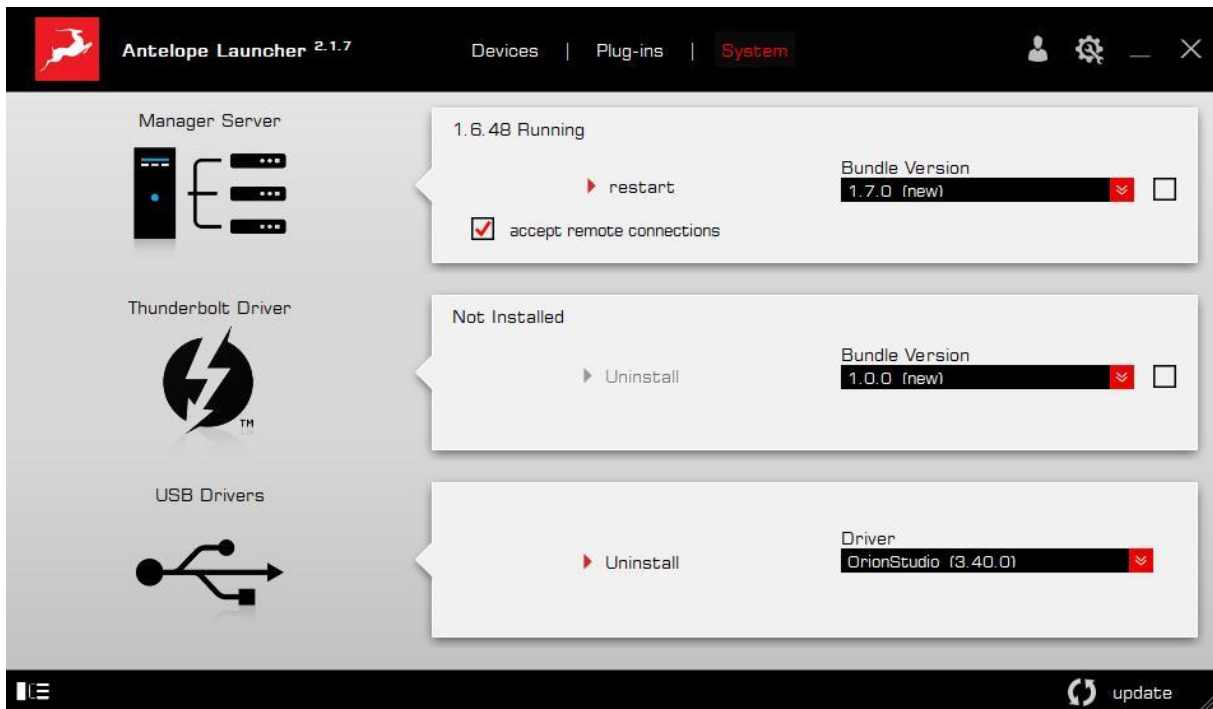 Antelope Launcher 2.1.7
Devices | Plug-ins | System
Manager Server
1.6.48 Running
restart
Bundle Version
1.7.0 (new)
accept remote connections
Thunderbolt Driver
TM
Not Installed
Uninstall
Bundle Version
1.0.0 (new)
USB Drivers
Uninstall
Driver
OrionStudio (3.40.0)
update